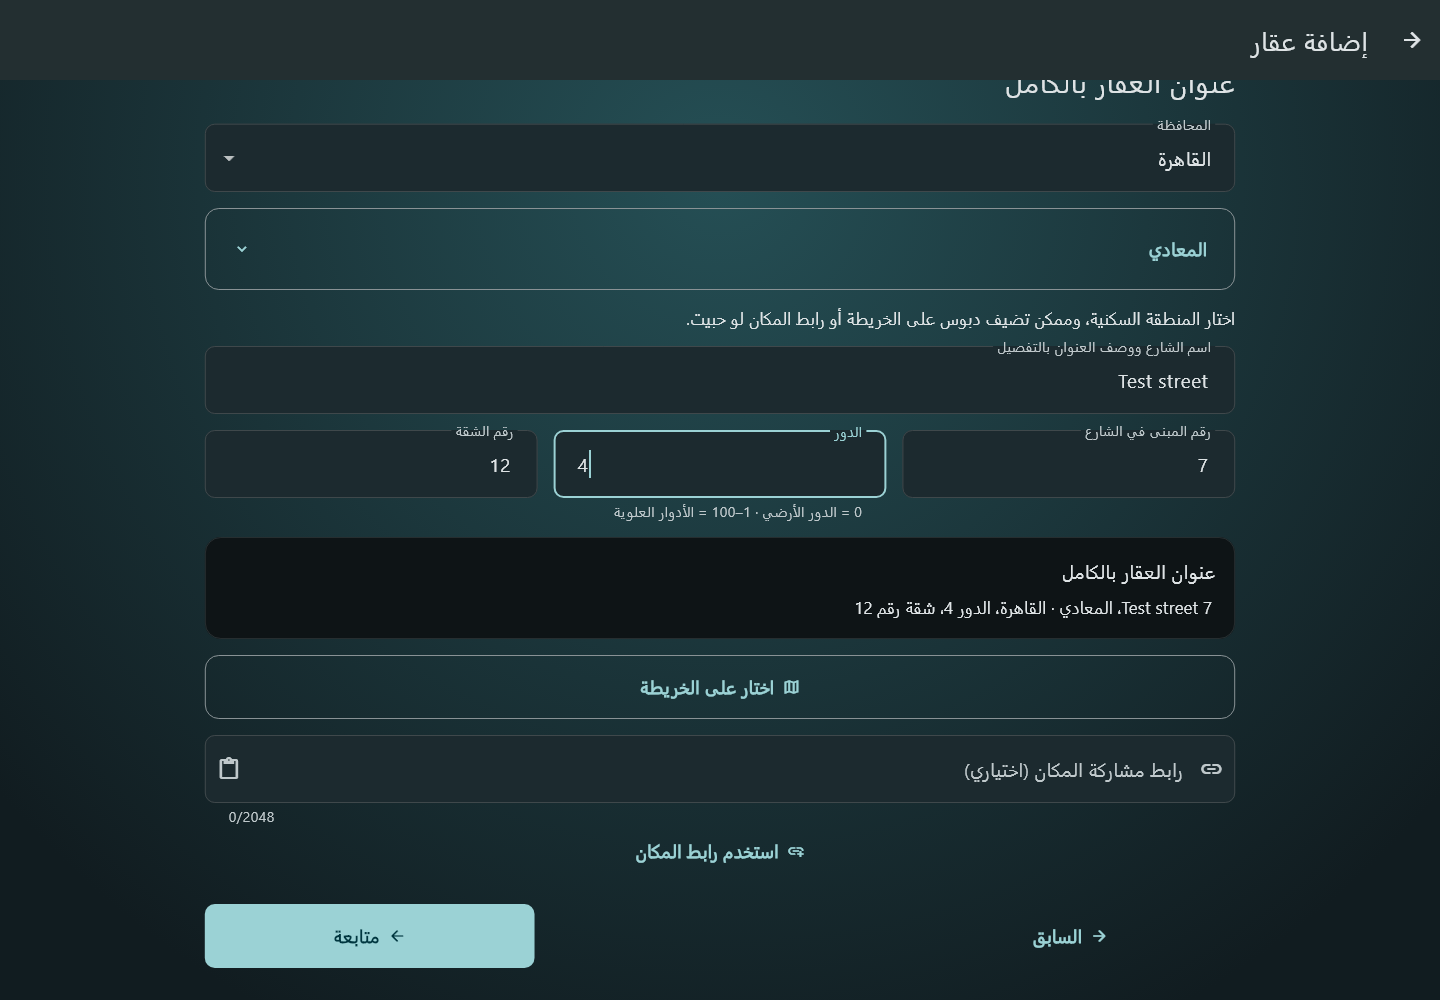 إضافة عقار
عنوان العقار بالكامل
المحافظة
القاهرة
المعادي
اختار المنطقة السكنية، وممكن تضيف دبوس على الخريطة أو رابط المكان لو حبيت.
اسم الشارع ووصف العنوان بالتفصيل
Test street
رقم المبنى في الشارع
7
الدور
4
رقم الشقة
12
0 = الدور الأرضي · 1–100 = الأدوار العلوية
عنوان العقار بالكامل
7 Test street، المعادي · القاهرة، الدور 4، شقة رقم 12
اختار على الخريطة
رابط مشاركة المكان (اختياري)
0/2048
استخدم رابط المكان
السابق
متابعة